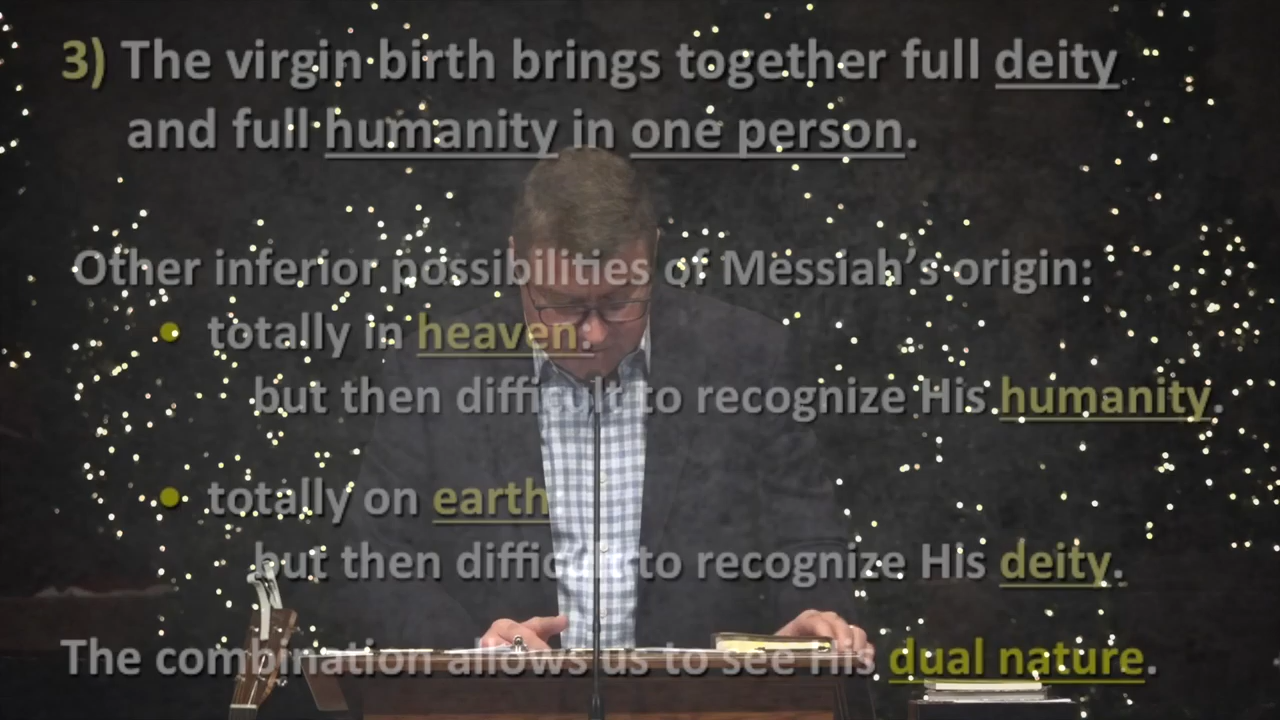 3) The virgin birth brings together full deity
and full humanity in one person.
Other inferior possibilities of Messiah's origin:
totally in heaven.
but then difficult to recognize His humanity.
totally on earth
but then difficult to recognize His deity.
The combination allows us to see His dual nature.